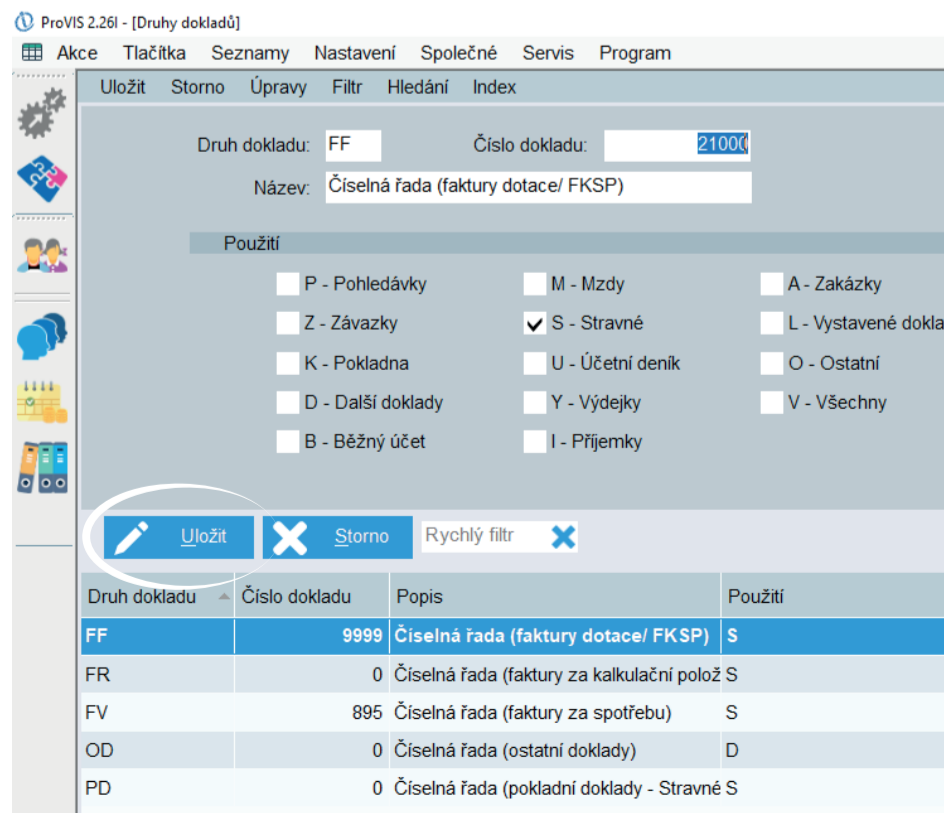 ProVIS 2.26I - [Druhy dokladů]
Akce Tlačítka Seznamy Nastavení Společné Servis Program
Uložit Storno Úpravy Filtr Hledání Index
Druh dokladu: FF Číslo dokladu: 21000
Název: Číselná řada (faktury dotace/ FKSP)
Použití
P - Pohledávky M - Mzdy A - Zakázky
Z - Závazky S - Stravné L - Vystavené dokla
K - Pokladna U - Účetní deník O - Ostatní
D - Další doklady Y - Výdejky V - Všechny
B - Běžný účet I - Příjemky
Uložit Storno Rychlý filtr
Druh dokladu Číslo dokladu Popis Použití
FF 9999 Číselná řada (faktury dotace/ FKSP) S
FR 0 Číselná řada (faktury za kalkulační polož S
FV 895 Číselná řada (faktury za spotřebu) S
OD 0 Číselná řada (ostatní doklady) D
PD 0 Číselná řada (pokladní doklady - Stravné S